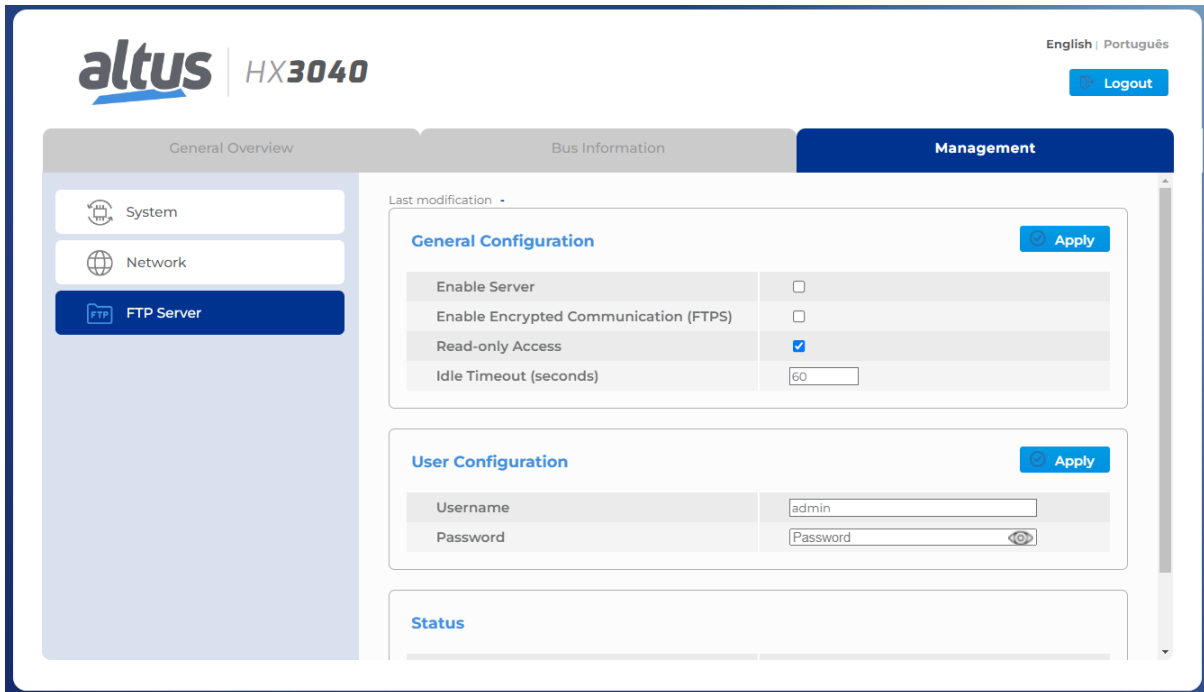 altus HX3040
English | Português
Logout
General Overview Bus Information Management
System
Network
FTP FTP Server
Last modification -
General Configuration Apply
Enable Server
Enable Encrypted Communication (FTPS)
Read-only Access
Idle Timeout (seconds) 60
User Configuration Apply
Username admin
Password Password
Status